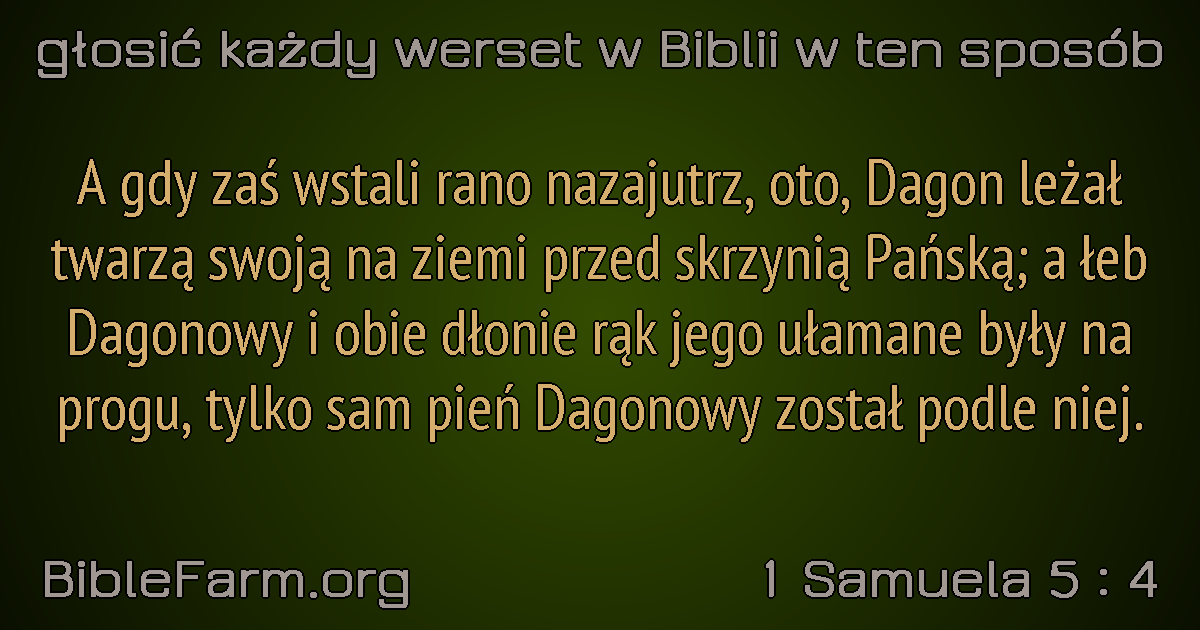 głosić każdy werset w Biblii w ten sposób
A gdy zaś wstali rano nazajutrz, oto, Dagon leżał
twarzą swoją na ziemi przed skrzynią Pańską; a łeb
Dagonowy i obie dłonie rąk jego ułamane były na
progu, tylko sam pień Dagonowy został podle niej.
BibleFarm.org
1 Samuela 5 : 4